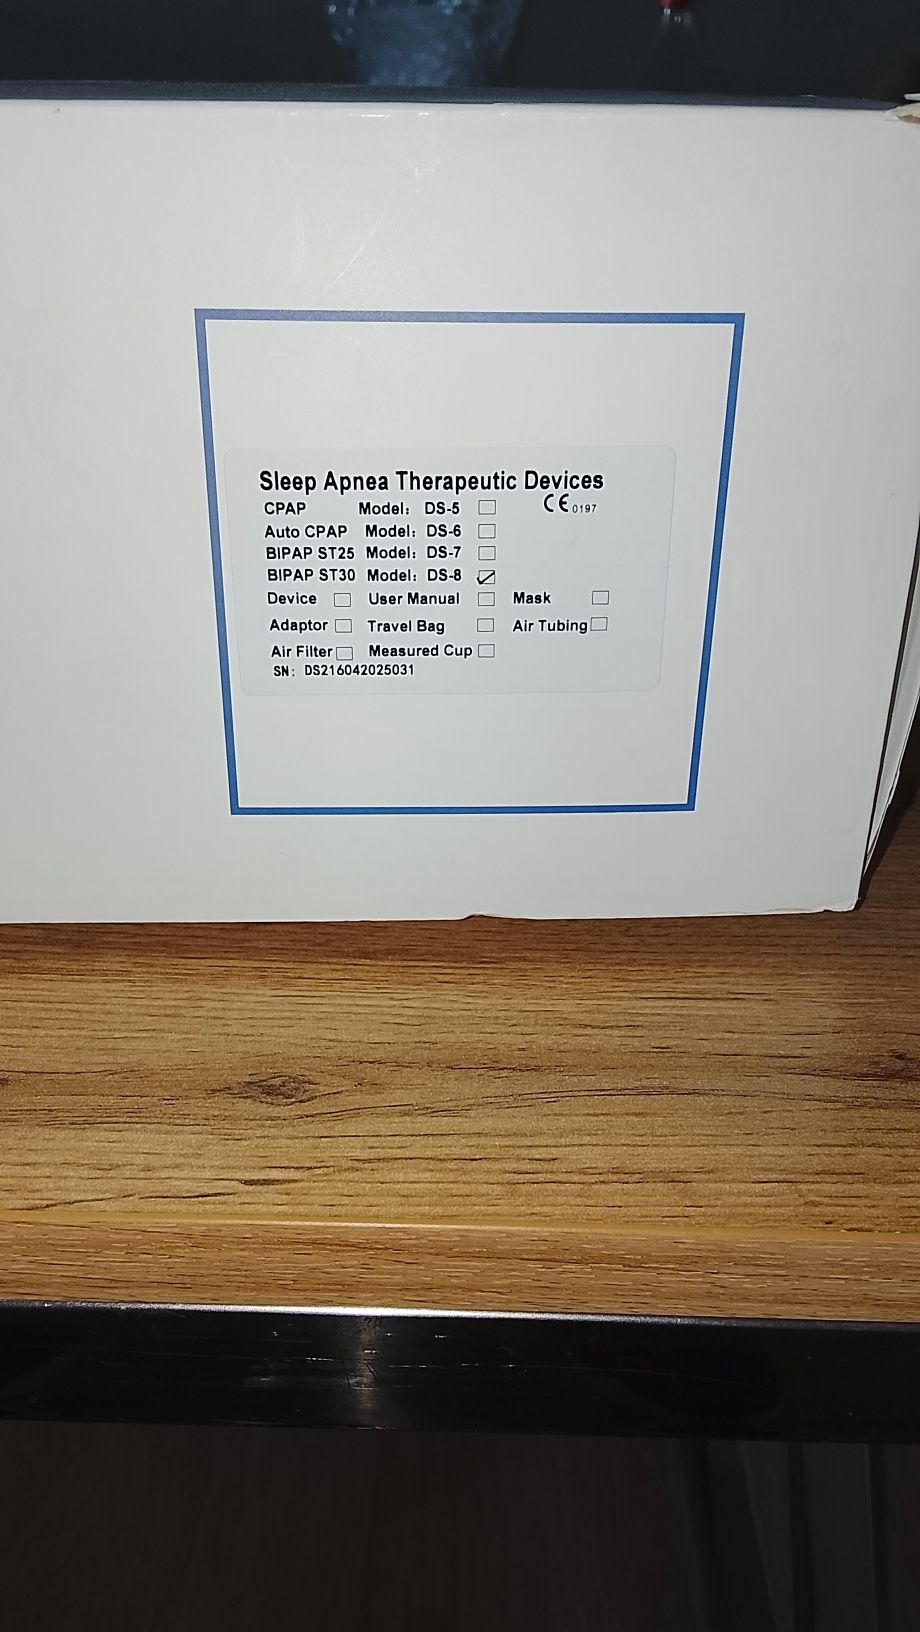 Sleep Apnea Therapeutic Devices
CPAP Model: DS-5
CE 0197
Auto CPAP Model: DS-6
BIPAP ST25 Model: DS-7
BIPAP ST30 Model: DS-8
Device User Manual Mask
Adaptor Travel Bag Air Tubing
Air Filter Measured Cup
SN: DS216042025031